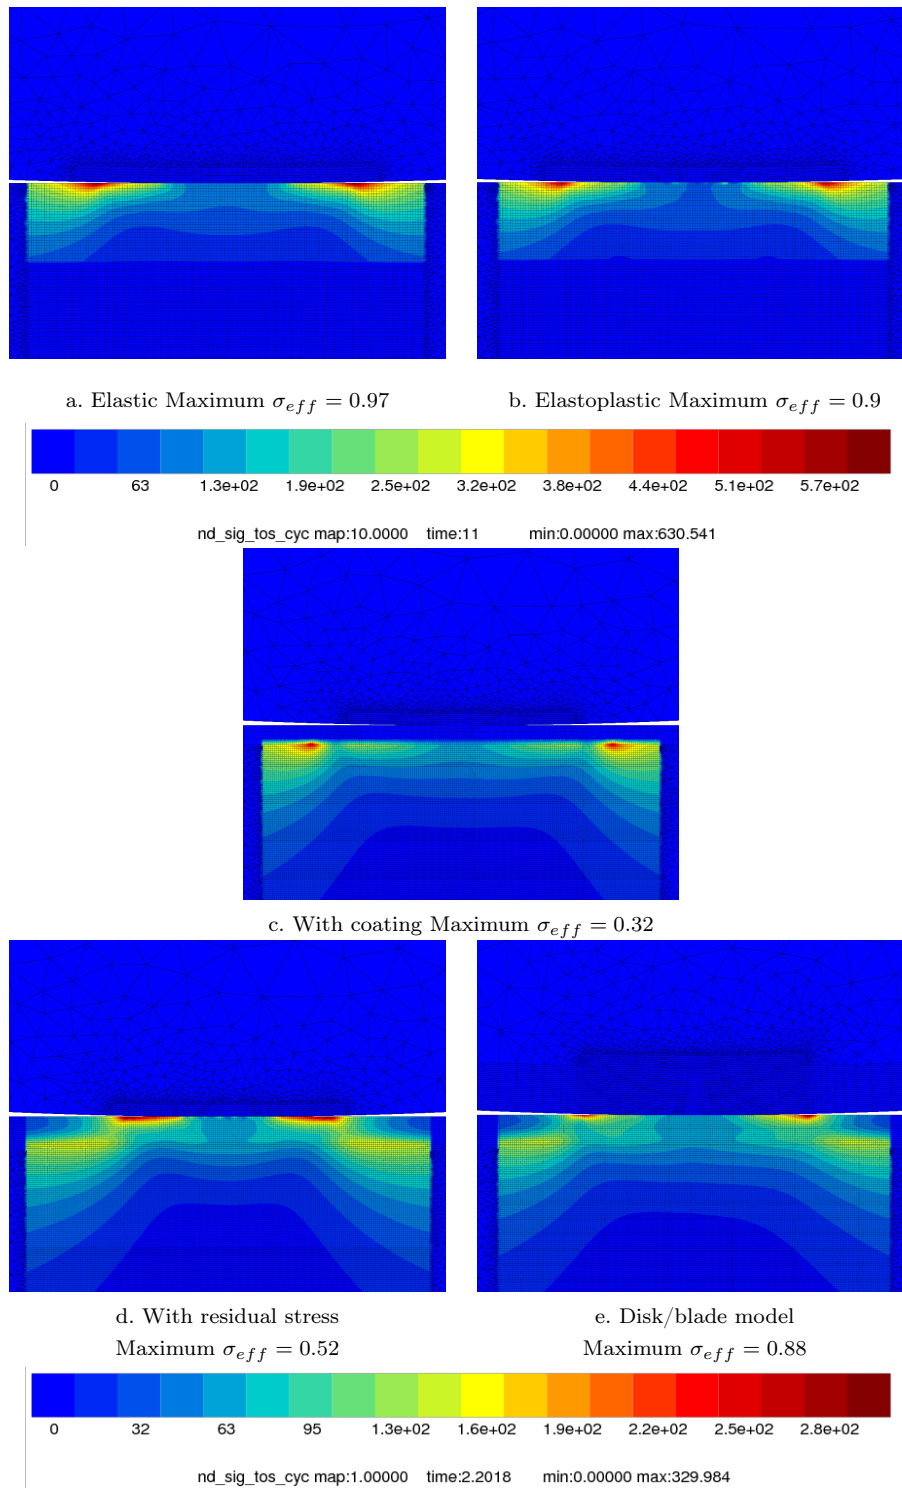 a. Elastic Maximum σ_eff = 0.97
b. Elastoplastic Maximum σ_eff = 0.9
0 63 1.3e+02 1.9e+02 2.5e+02 3.2e+02 3.8e+02 4.4e+02 5.1e+02 5.7e+02
nd_sig_tos_cyc map:10.0000 time:11 min:0.00000 max:630.541
c. With coating Maximum σ_eff = 0.32
d. With residual stress
Maximum σ_eff = 0.52
e. Disk/blade model
Maximum σ_eff = 0.88
0 32 63 95 1.3e+02 1.6e+02 1.9e+02 2.2e+02 2.5e+02 2.8e+02
nd_sig_tos_cyc map:1.00000 time:2.2018 min:0.00000 max:329.984